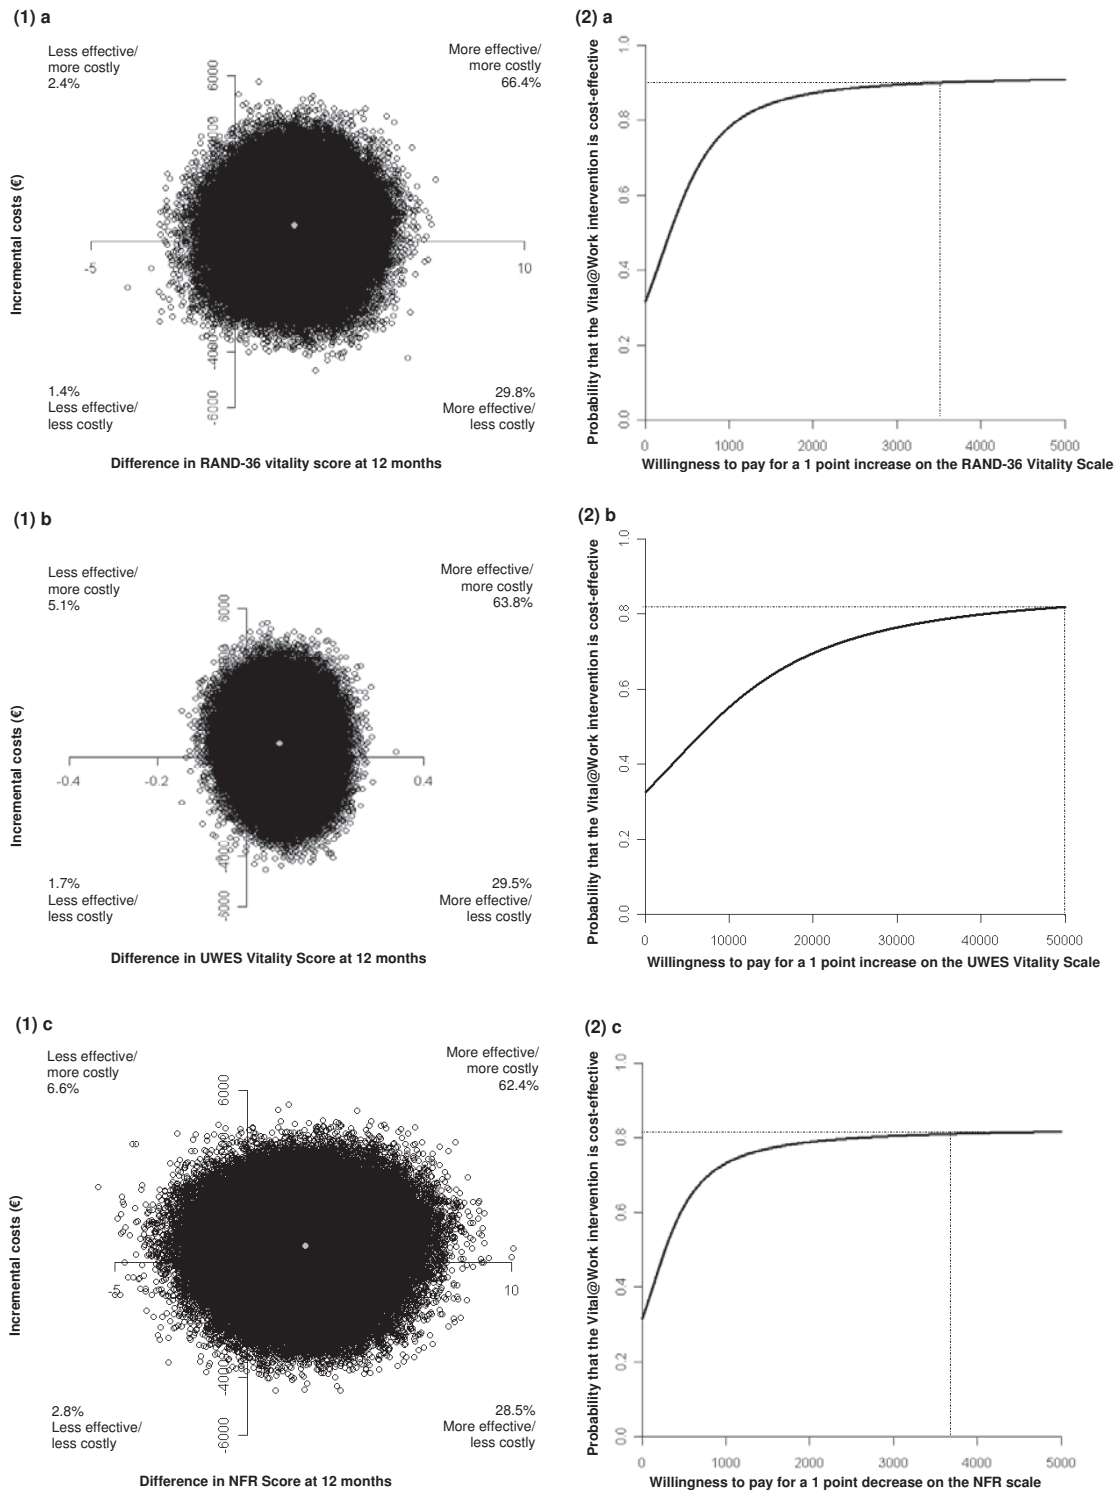 (1) a
Less effective/
more costly
2.4%
More effective/
more costly
66.4%
6000
Incremental costs (€)
-5
10
-4000
-6000
1.4%
Less effective/
less costly
29.8%
More effective/
less costly
Difference in RAND-36 vitality score at 12 months
(2) a
Probability that the Vital@Work intervention is cost-effective
1.0
0.8
0.6
0.4
0.2
0.0
0
1000
2000
3000
4000
5000
Willingness to pay for a 1 point increase on the RAND-36 Vitality Scale
(1) b
Less effective/
more costly
5.1%
More effective/
more costly
63.8%
6000
Incremental costs (€)
-0.4
-0.2
0.4
-4000
-6000
1.7%
Less effective/
less costly
29.5%
More effective/
less costly
Difference in UWES Vitality Score at 12 months
(2) b
Probability that the Vital@Work intervention is cost-effective
1.0
0.8
0.6
0.4
0.2
0.0
0
10000
20000
30000
40000
50000
Willingness to pay for a 1 point increase on the UWES Vitality Scale
(1) c
Less effective/
more costly
6.6%
More effective/
more costly
62.4%
6000
Incremental costs (€)
-5
10
-4000
-6000
2.8%
Less effective/
less costly
28.5%
More effective/
less costly
Difference in NFR Score at 12 months
(2) c
Probability that the Vital@Work intervention is cost-effective
1.0
0.8
0.6
0.4
0.2
0.0
0
1000
2000
3000
4000
5000
Willingness to pay for a 1 point decrease on the NFR scale